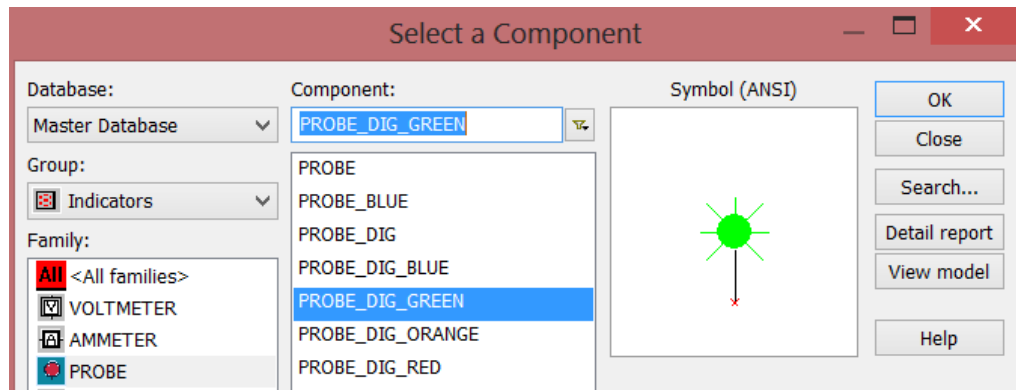 Select a Component
Database:
Master Database
Group:
Indicators
Family:
All <All families>
VOLTMETER
AMMETER
PROBE
Component:
PROBE_DIG_GREEN
PROBE
PROBE_BLUE
PROBE_DIG
PROBE_DIG_BLUE
PROBE_DIG_GREEN
PROBE_DIG_ORANGE
PROBE_DIG_RED
Symbol (ANSI)
OK
Close
Search...
Detail report
View model
Help